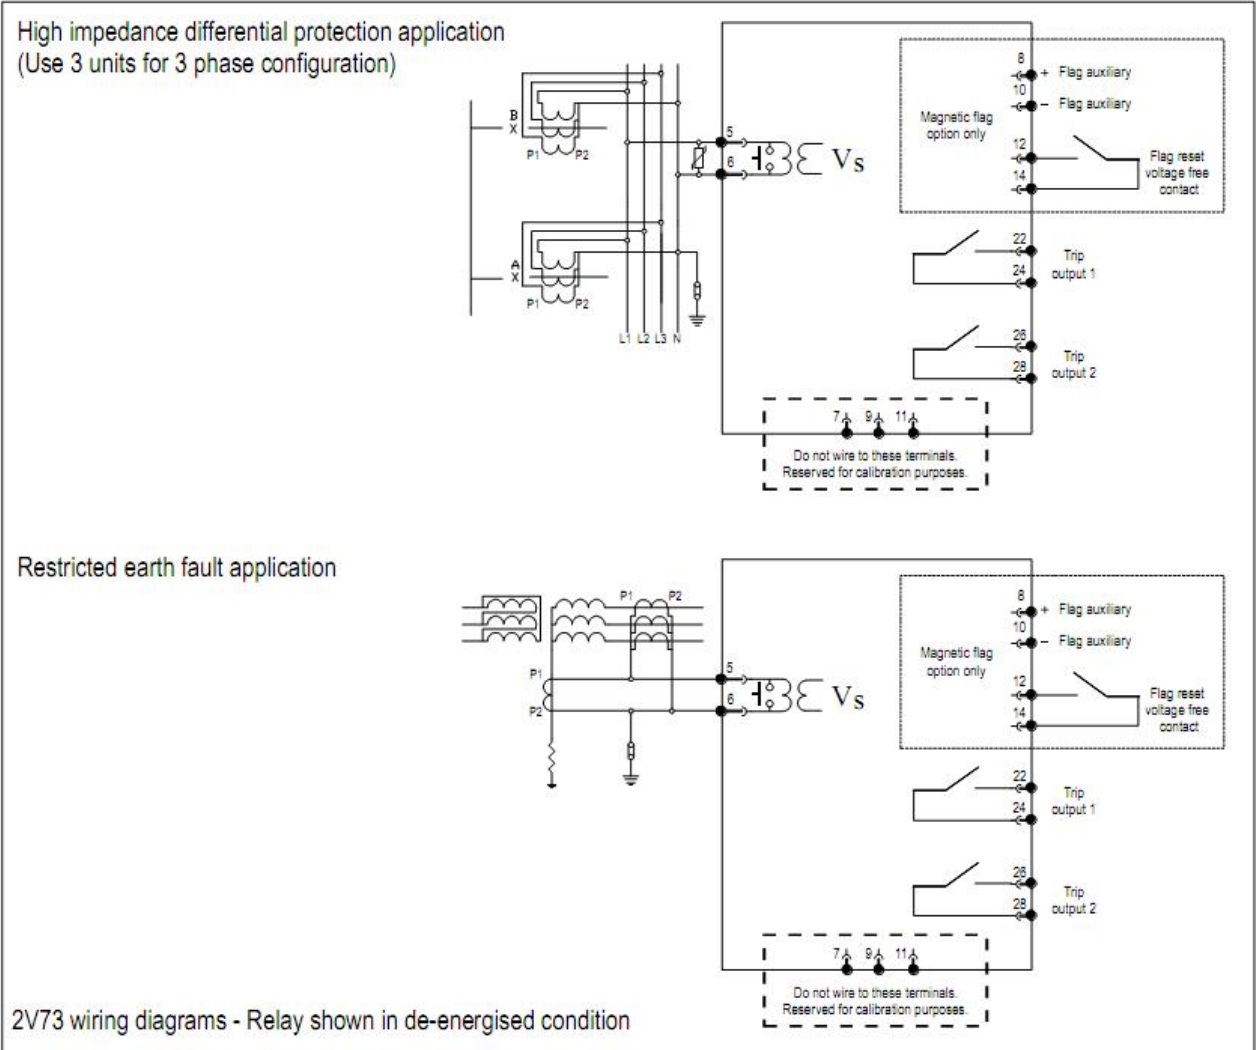 High impedance differential protection application
(Use 3 units for 3 phase configuration)
B
X
P1 P2
A
X
P1 P2
L1 L2 L3 N
5
6
Vs
Magnetic flag
option only
8
+ Flag auxiliary
10
− Flag auxiliary
12
14
Flag reset
voltage free
contact
22
24
Trip
output 1
26
28
Trip
output 2
7 9 11
Do not wire to these terminals.
Reserved for calibration purposes.
Restricted earth fault application
P1 P2
P1
P2
5
6
Vs
Magnetic flag
option only
8
+ Flag auxiliary
10
− Flag auxiliary
12
14
Flag reset
voltage free
contact
22
24
Trip
output 1
26
28
Trip
output 2
7 9 11
Do not wire to these terminals.
Reserved for calibration purposes.
2V73 wiring diagrams - Relay shown in de-energised condition